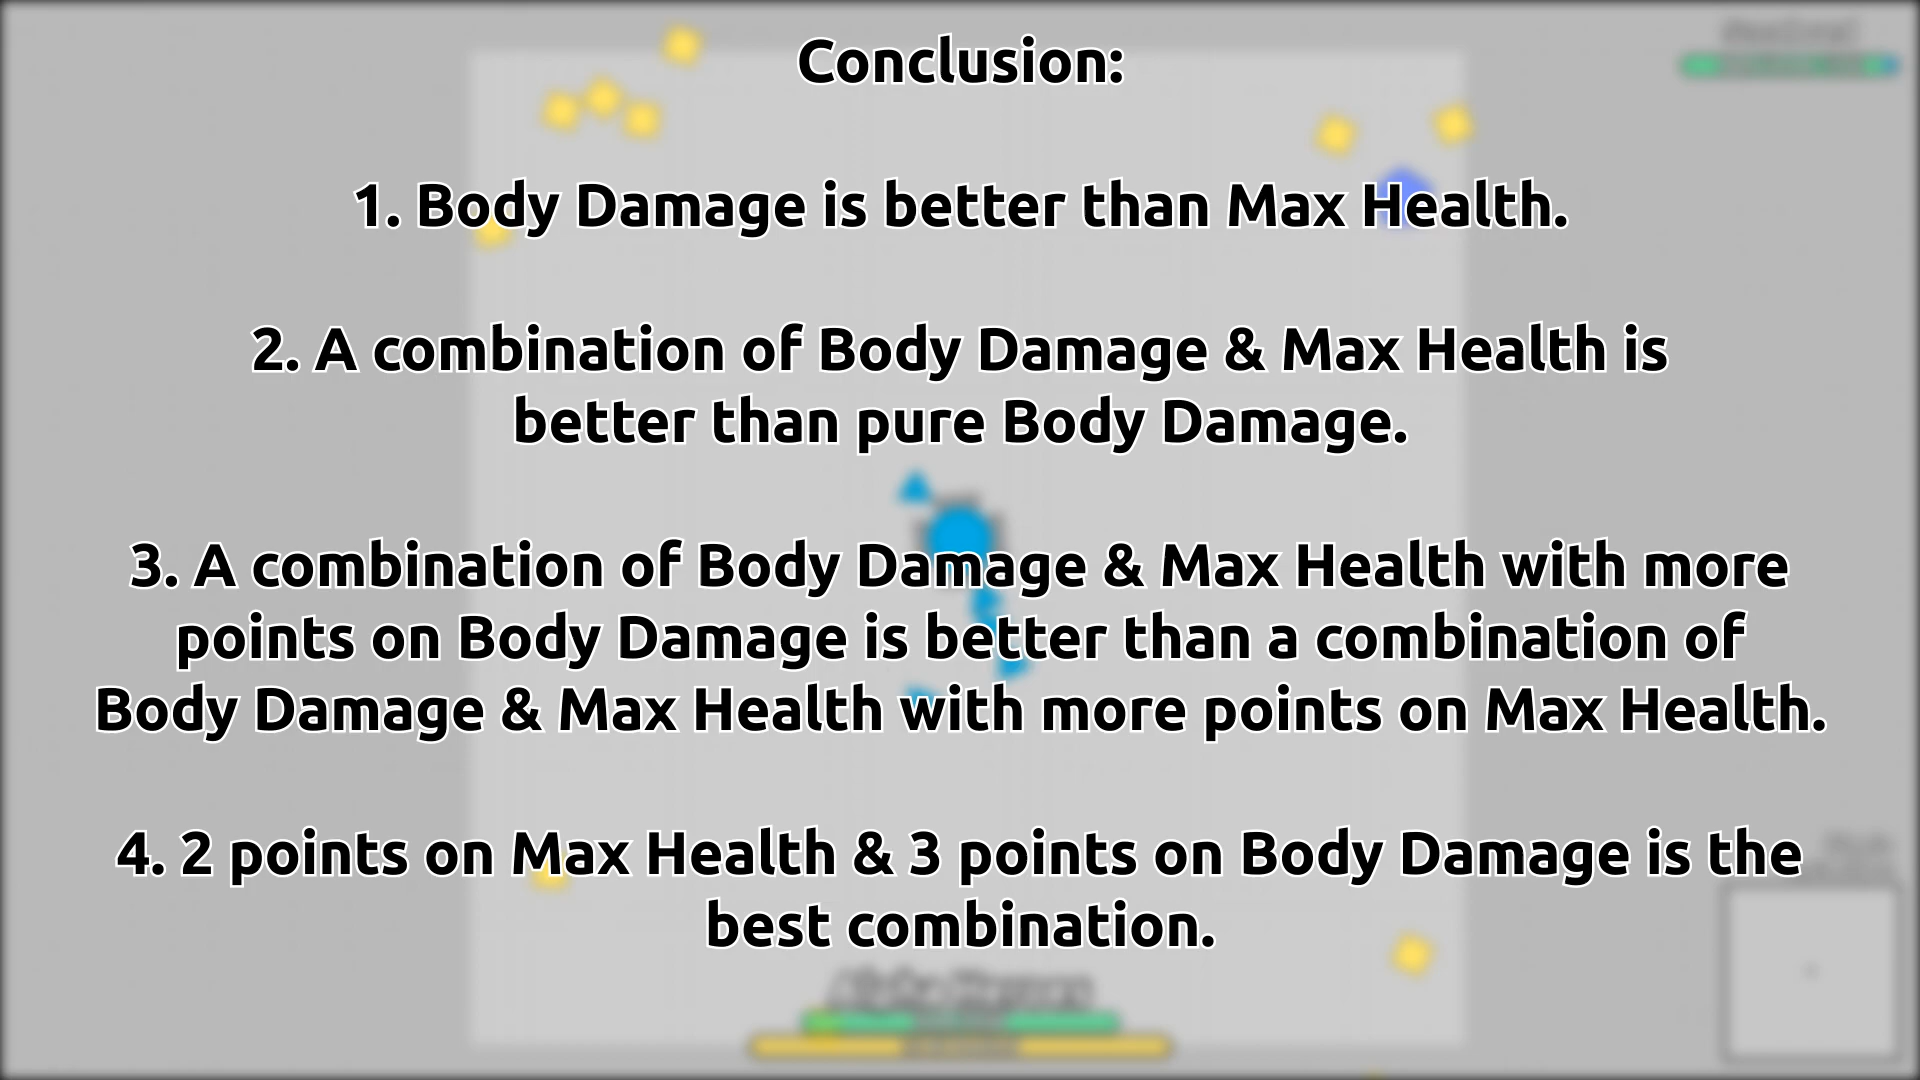 Conclusion:
1. Body Damage is better than Max Health.
2. A combination of Body Damage & Max Health is
better than pure Body Damage.
3. A combination of Body Damage & Max Health with more
points on Body Damage is better than a combination of
Body Damage & Max Health with more points on Max Health.
4. 2 points on Max Health & 3 points on Body Damage is the
best combination.